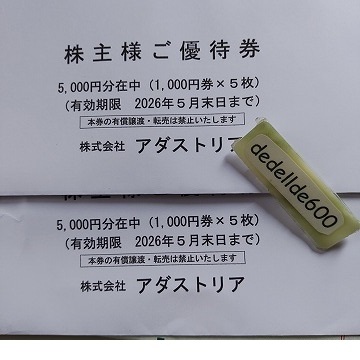 株主様ご優待券
5,000円分在中（1,000円券×５枚）
（有効期限　2026年５月末日まで）
本券の有償譲渡・転売は禁止いたします
株式会社　アダストリア
dedellde600
5,000円分在中（1,000円券×５枚）
（有効期限　2026年５月末日まで）
本券の有償譲渡・転売は禁止いたします
株式会社　アダストリア